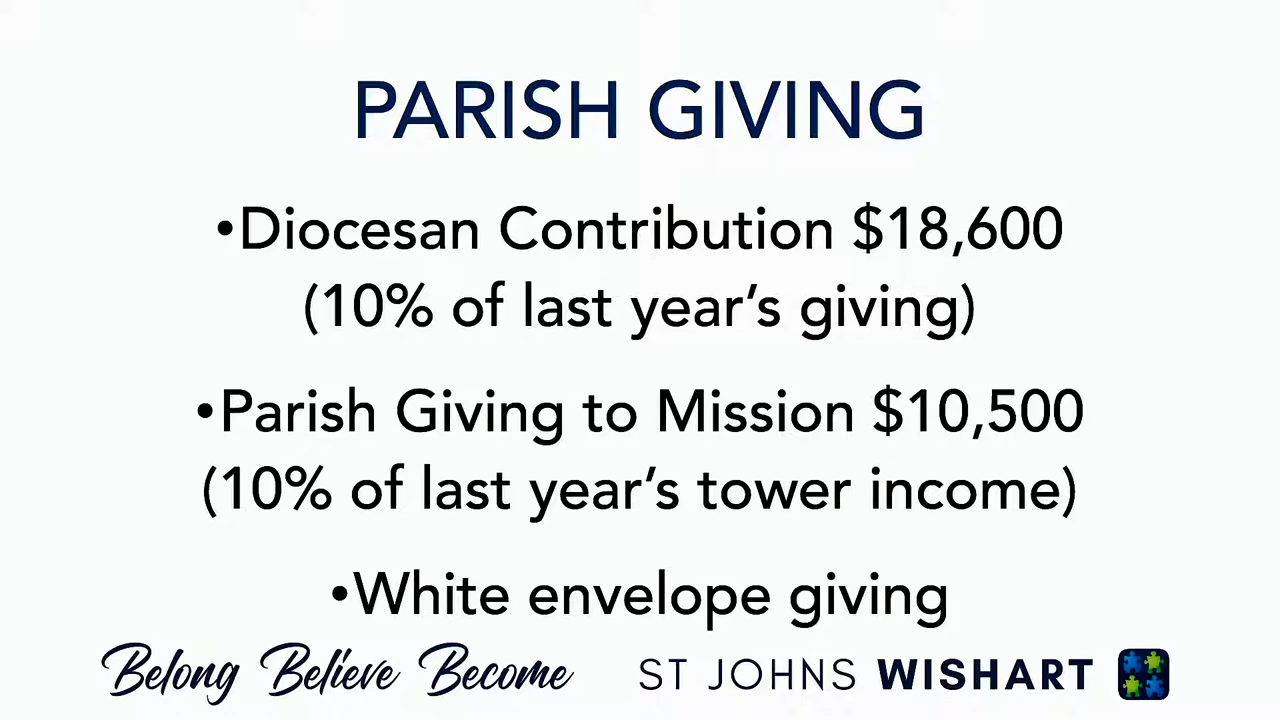 PARISH GIVING
•Diocesan Contribution $18,600
(10% of last year’s giving)
•Parish Giving to Mission $10,500
(10% of last year’s tower income)
•White envelope giving
Belong Believe Become ST JOHNS WISHART